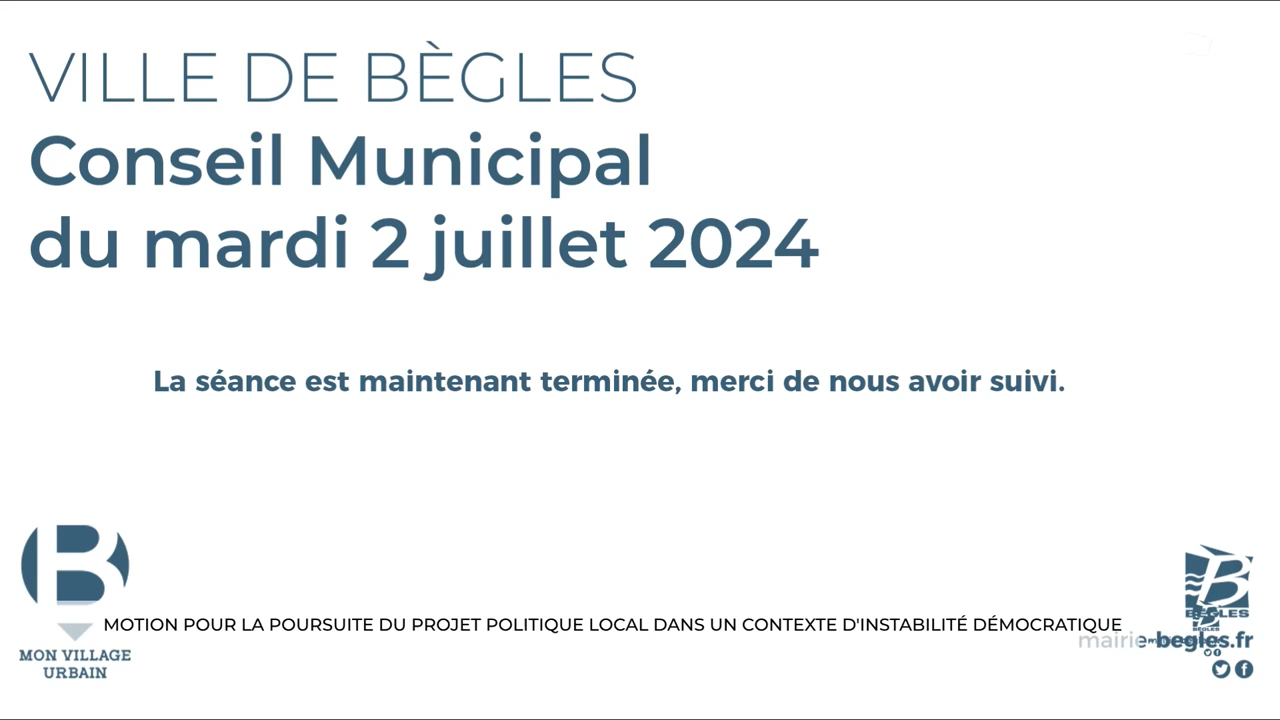 VILLE DE BÈGLES
Conseil Municipal
du mardi 2 juillet 2024
La séance est maintenant terminée, merci de nous avoir suivi.
B
MOTION POUR LA POURSUITE DU PROJET POLITIQUE LOCAL DANS UN CONTEXTE D'INSTABILITÉ DÉMOCRATIQUE
MON VILLAGE
URBAIN
B
BÈGLES
BÈGLES
mairie-begles.fr